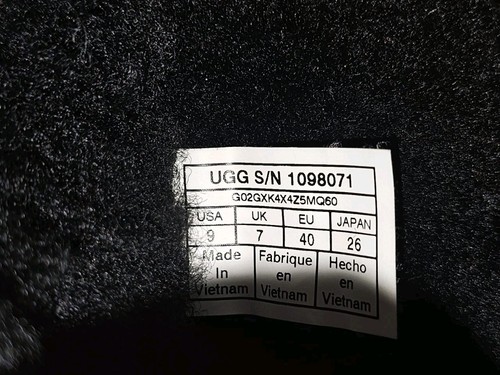 UGG S/N 1098071
G02GXK4X4Z5MQ60
USA UK EU JAPAN
9 7 40 26
Made In Vietnam
Fabrique en Vietnam
Hecho en Vietnam